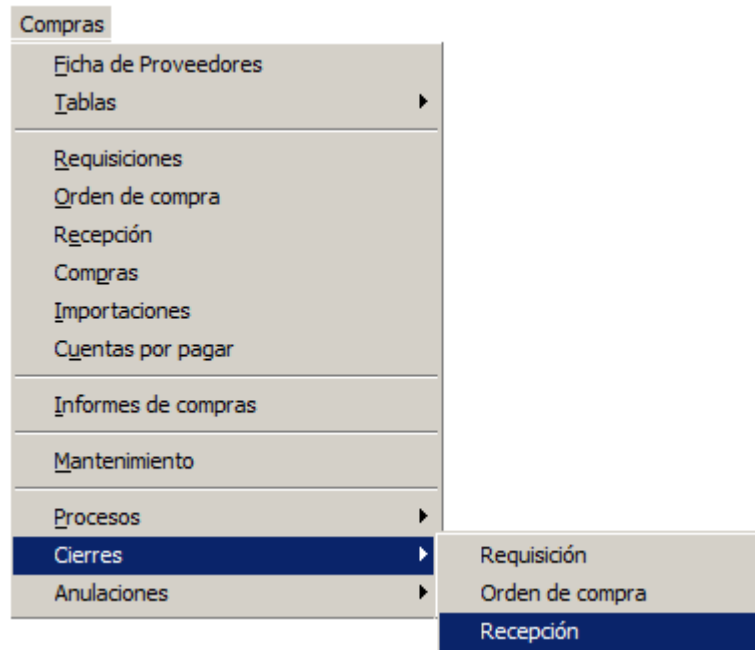 Compras
Ficha de Proveedores
Tablas
Requisiciones
Orden de compra
Recepción
Compras
Importaciones
Cuentas por pagar
Informes de compras
Mantenimiento
Procesos
Cierres
Requisición
Anulaciones
Orden de compra
Recepción